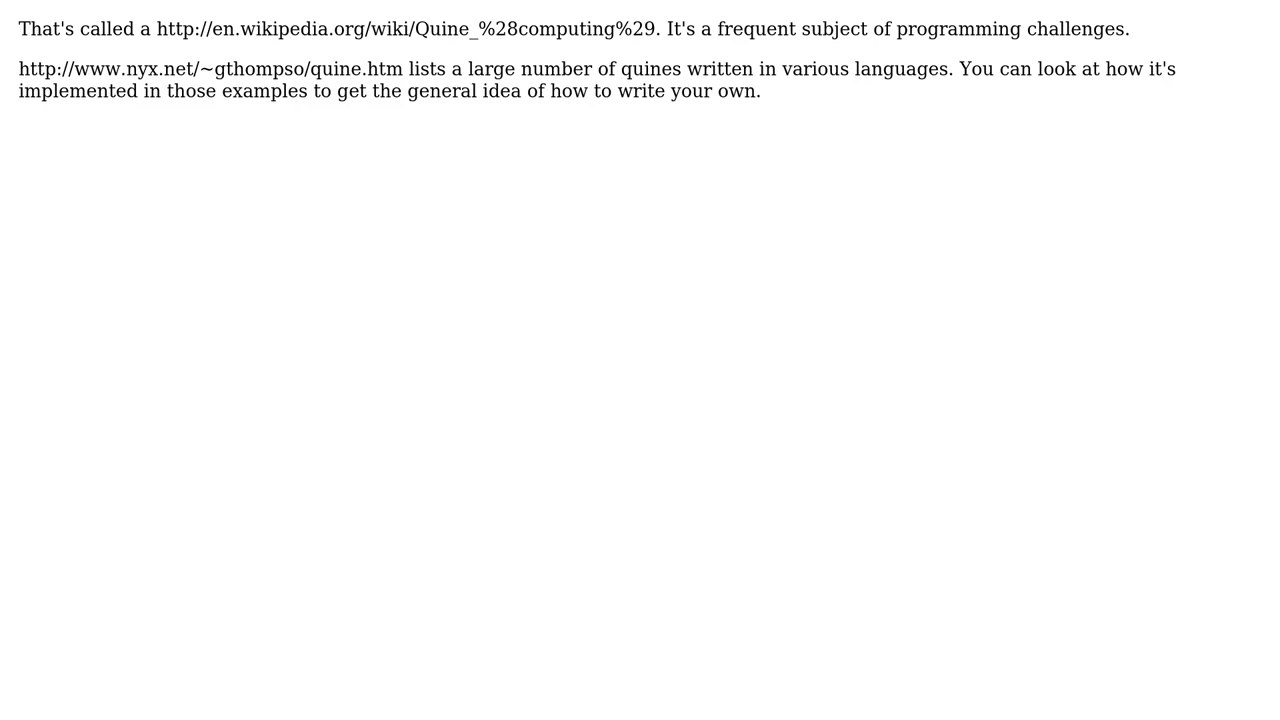 That's called a http://en.wikipedia.org/wiki/Quine_%28computing%29. It's a frequent subject of programming challenges.
http://www.nyx.net/~gthompso/quine.htm lists a large number of quines written in various languages. You can look at how it's
implemented in those examples to get the general idea of how to write your own.